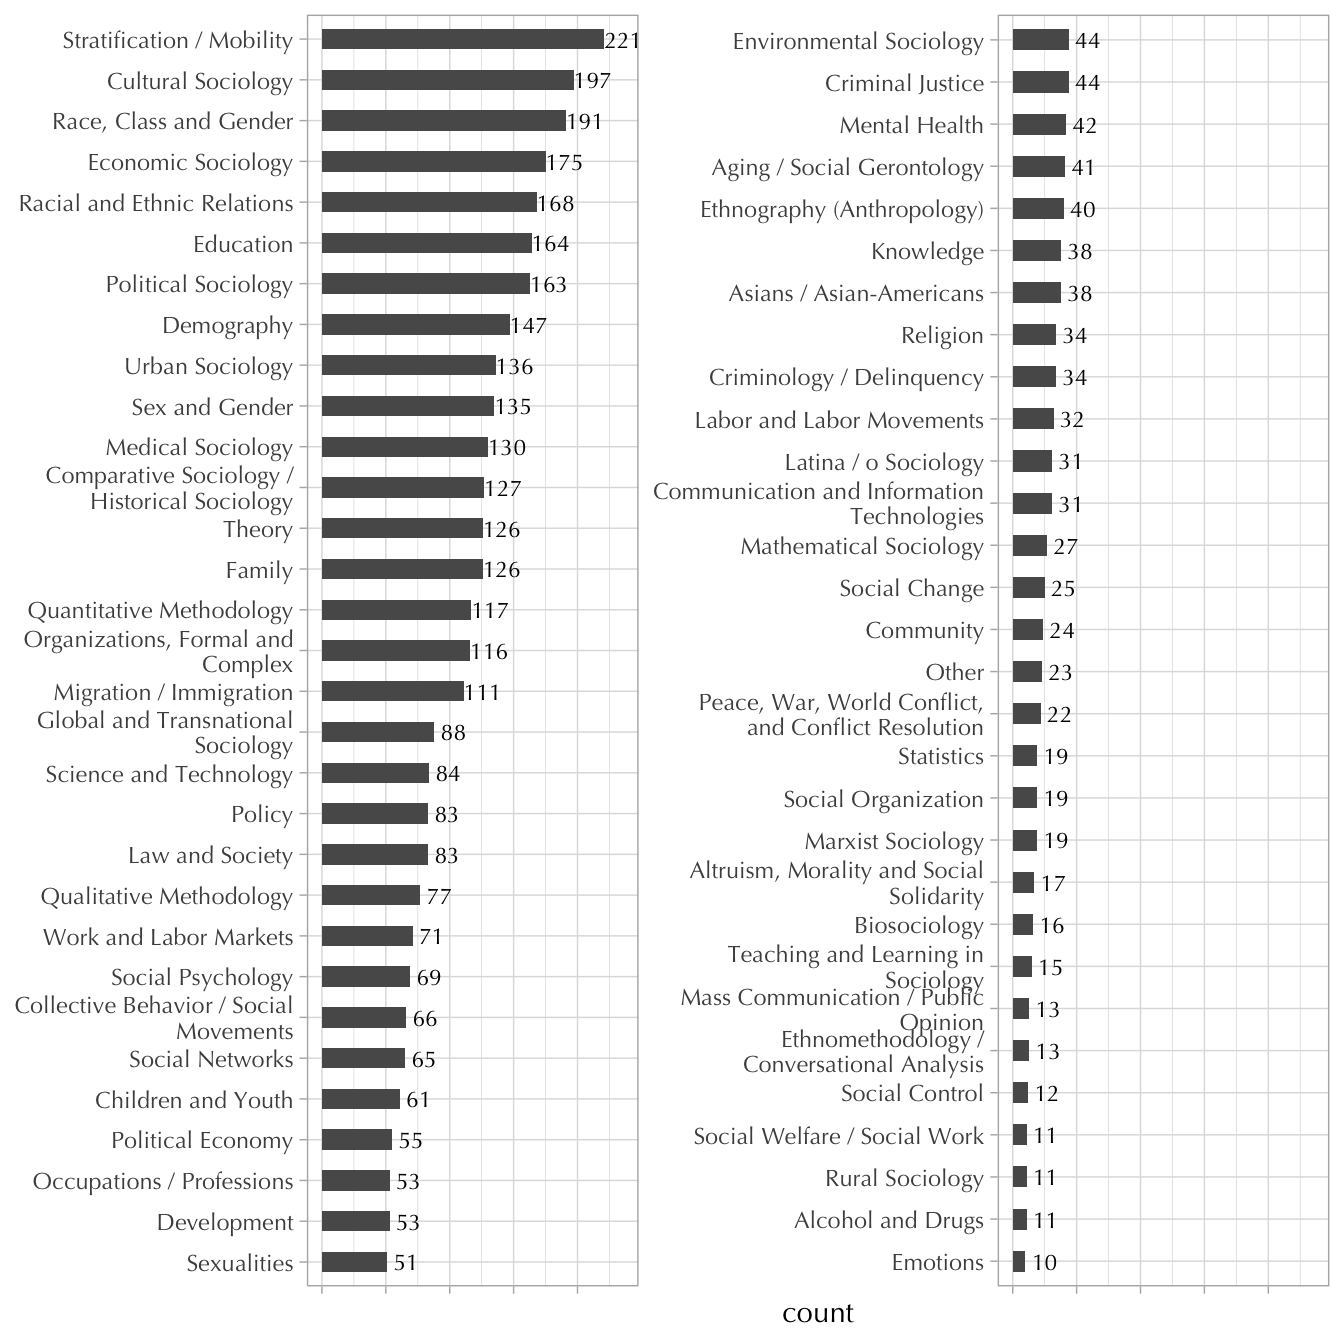 Stratification / Mobility 221
Cultural Sociology 197
Race, Class and Gender 191
Economic Sociology 175
Racial and Ethnic Relations 168
Education 164
Political Sociology 163
Demography 147
Urban Sociology 136
Sex and Gender 135
Medical Sociology 130
Comparative Sociology /
Historical Sociology 127
Theory 126
Family 126
Quantitative Methodology 117
Organizations, Formal and
Complex 116
Migration / Immigration 111
Global and Transnational
Sociology 88
Science and Technology 84
Policy 83
Law and Society 83
Qualitative Methodology 77
Work and Labor Markets 71
Social Psychology 69
Collective Behavior / Social
Movements 66
Social Networks 65
Children and Youth 61
Political Economy 55
Occupations / Professions 53
Development 53
Sexualities 51
Environmental Sociology 44
Criminal Justice 44
Mental Health 42
Aging / Social Gerontology 41
Ethnography (Anthropology) 40
Knowledge 38
Asians / Asian-Americans 38
Religion 34
Criminology / Delinquency 34
Labor and Labor Movements 32
Latina / o Sociology 31
Communication and Information
Technologies 31
Mathematical Sociology 27
Social Change 25
Community 24
Other 23
Peace, War, World Conflict,
and Conflict Resolution 22
Statistics 19
Social Organization 19
Marxist Sociology 19
Altruism, Morality and Social
Solidarity 17
Biosociology 16
Teaching and Learning in
Sociology 15
Mass Communication / Public
Opinion 13
Ethnomethodology /
Conversational Analysis 13
Social Control 12
Social Welfare / Social Work 11
Rural Sociology 11
Alcohol and Drugs 11
Emotions 10
count